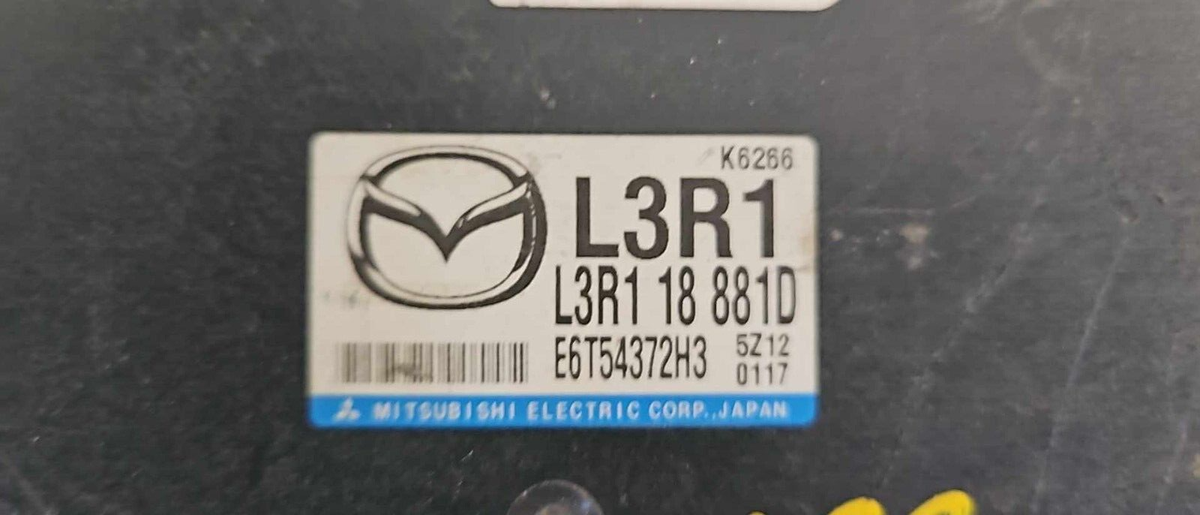 K6266
L3R1
L3R1 18 881D
E6T54372H3
5Z12
0117
MITSUBISHI ELECTRIC CORP.,JAPAN